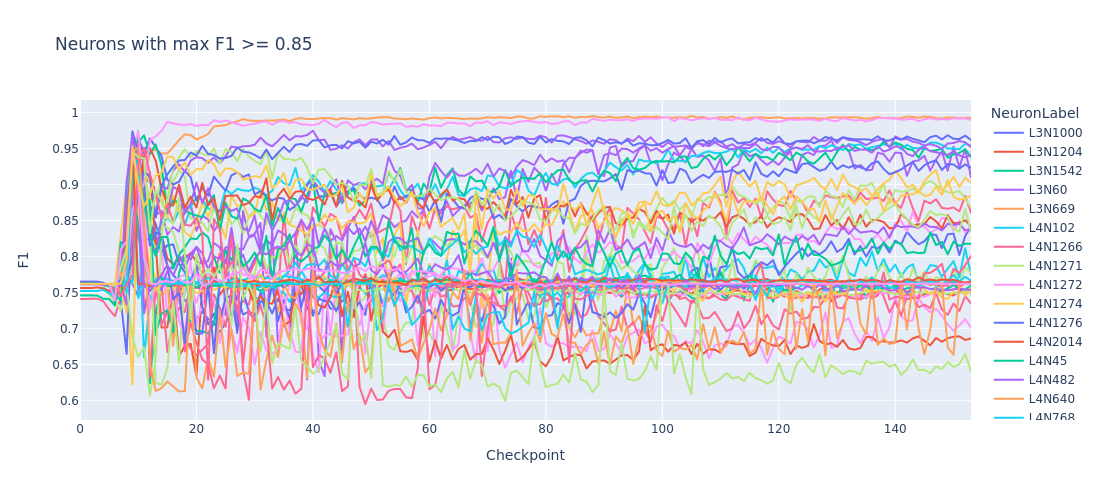 Neurons with max F1 >= 0.85
NeuronLabel
L3N1000
L3N1204
L3N1542
L3N60
L3N669
L4N102
L4N1266
L4N1271
L4N1272
L4N1274
L4N1276
L4N2014
L4N45
L4N482
L4N640
L4N768
F1
1
0.95
0.9
0.85
0.8
0.75
0.7
0.65
0.6
0
20
40
60
80
100
120
140
Checkpoint